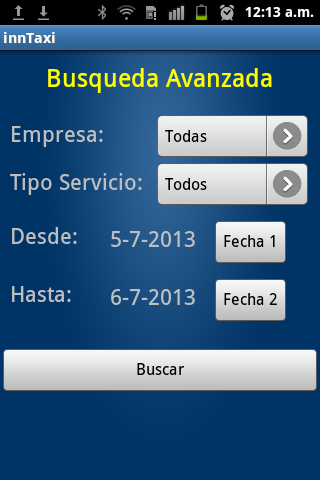 12:13 a.m.
innTaxi
Busqueda Avanzada
Empresa: Todas
Tipo Servicio: Todos
Desde: 5-7-2013 Fecha 1
Hasta: 6-7-2013 Fecha 2
Buscar